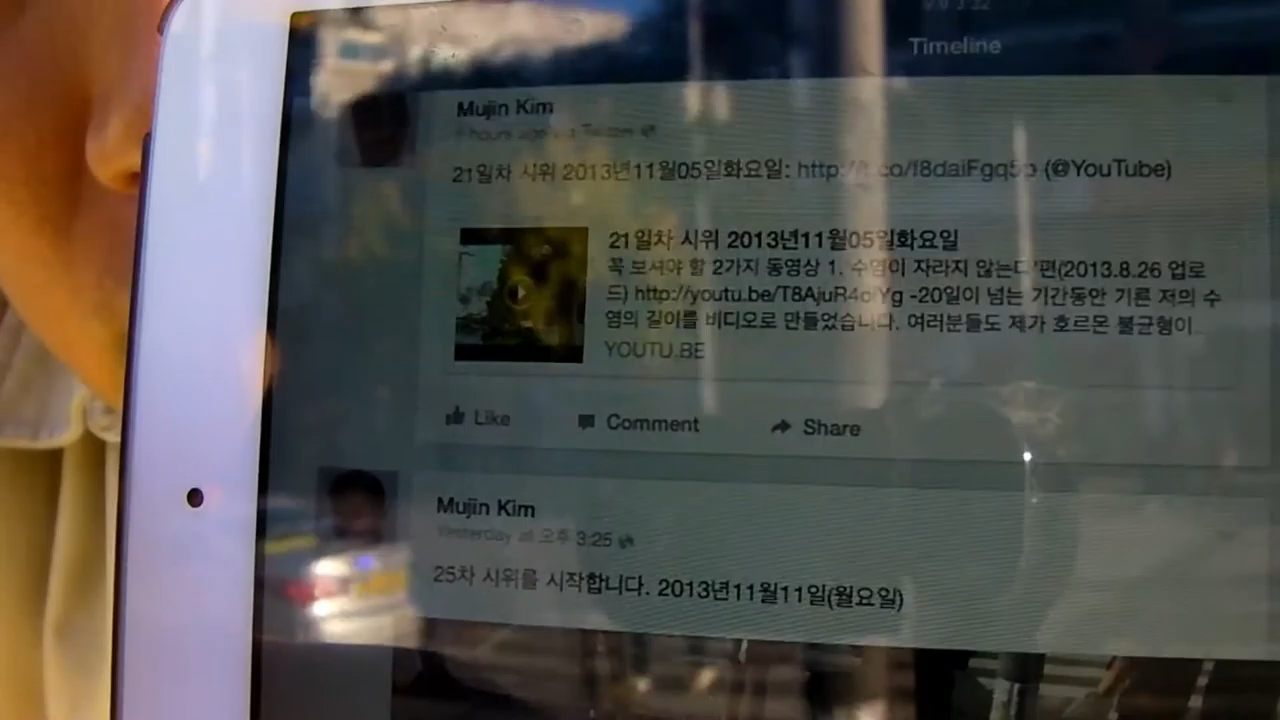 Timeline
Mujin Kim
hours ago via Twitter
21일차 시위 2013년11월05일화요일: (@YouTube)
21일차 시위 2013년11월05일화요일
꼭 보셔야 할 2가지 동영상 1. 수염이 자라지 않는다 '편(2013.8.26 업로
드) -20일이 넘는 기간동안 기른 저의 수
염의 길이를 비디오로 만들었습니다. 여러분들도 제가 호르몬 불균형이...
YOUTU.BE
Like Comment Share
Mujin Kim
Yesterday at 오후 3:25
25차 시위를 시작합니다. 2013년11월11일(월요일)